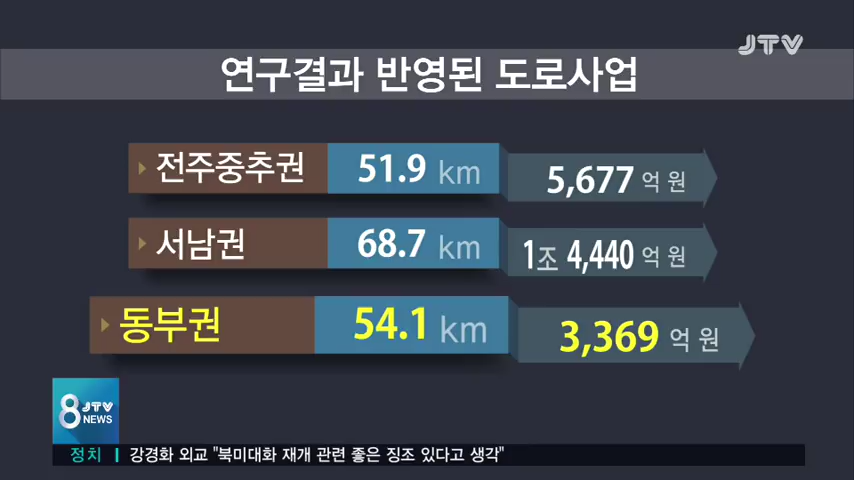 JTV
연구결과 반영된 도로사업
전주중추권 51.9 km 5,677 억 원
서남권 68.7 km 1조 4,440 억 원
동부권 54.1 km 3,369 억 원
8 JTV NEWS
정치 | 강경화 외교 "북미대화 재개 관련 좋은 징조 있다고 생각"